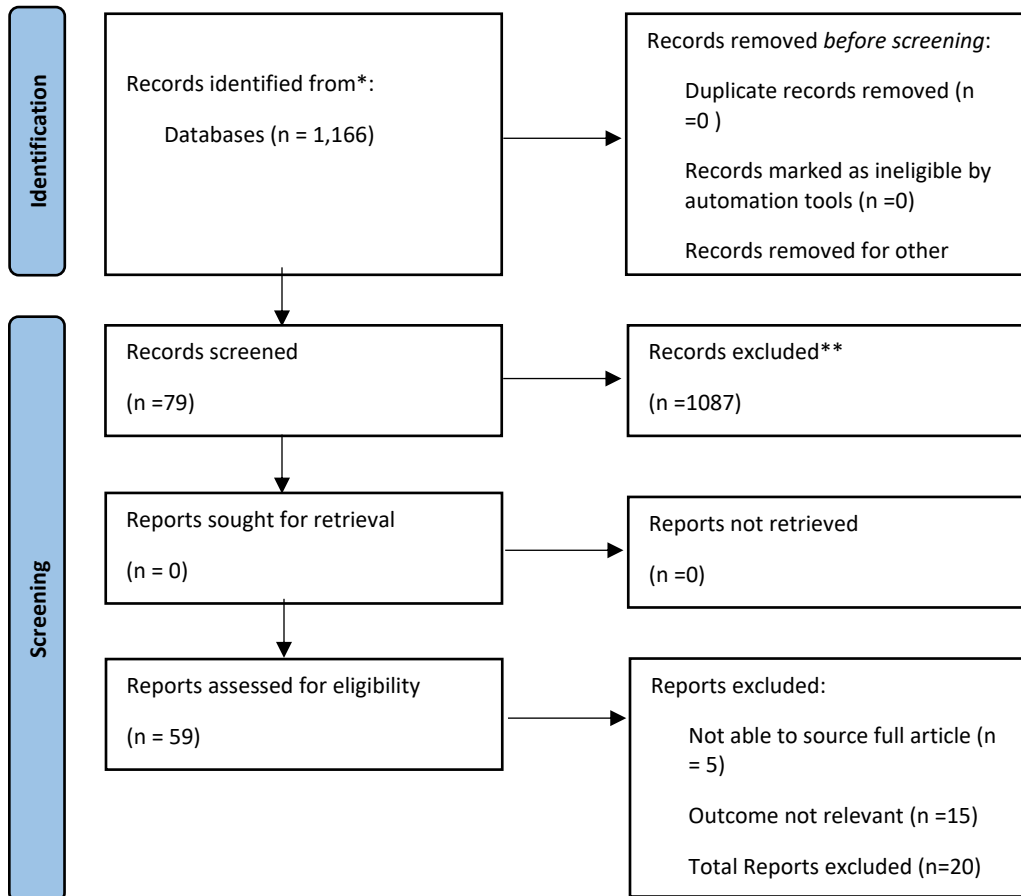 Identification
Records identified from*:
Databases (n = 1,166)
Records removed before screening:
Duplicate records removed (n
=0 )
Records marked as ineligible by
automation tools (n =0)
Records removed for other
Screening
Records screened
(n =79)
Records excluded**
(n =1087)
Reports sought for retrieval
(n = 0)
Reports not retrieved
(n =0)
Reports assessed for eligibility
(n = 59)
Reports excluded:
Not able to source full article (n
= 5)
Outcome not relevant (n =15)
Total Reports excluded (n=20)